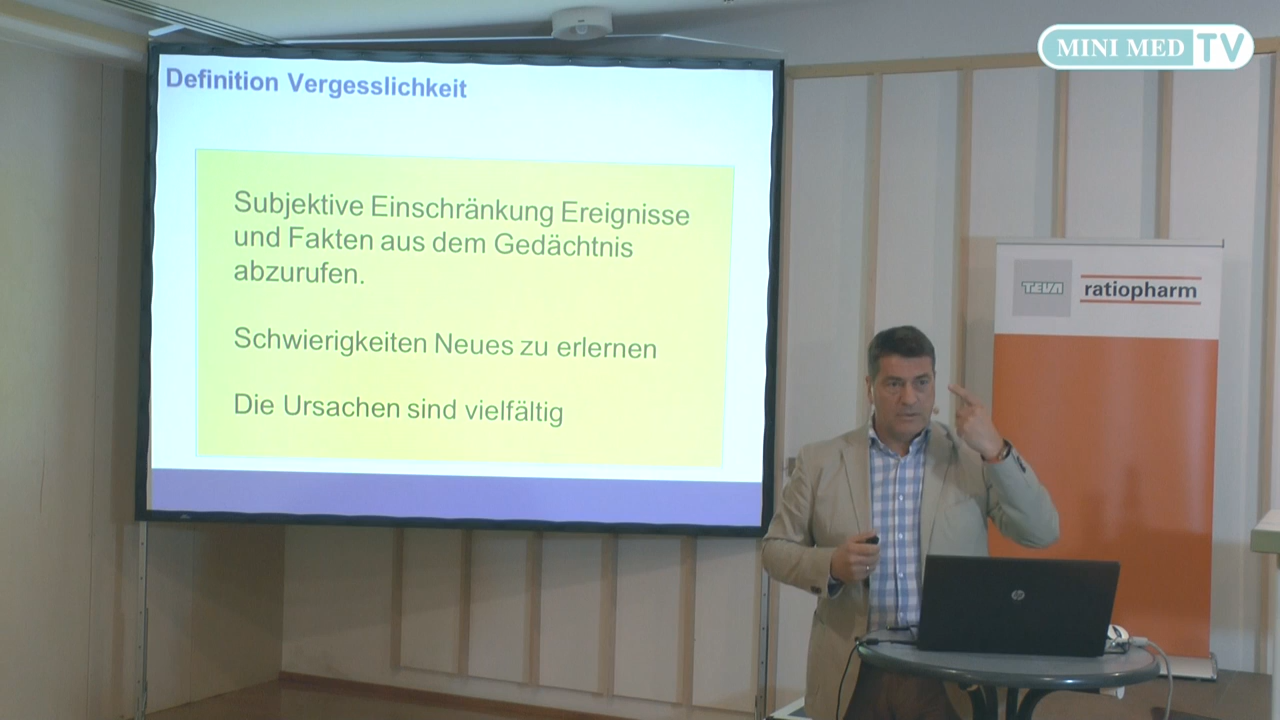 MINI MED TV
Definition Vergesslichkeit
Subjektive Einschränkung Ereignisse
und Fakten aus dem Gedächtnis
abzurufen.
Schwierigkeiten Neues zu erlernen
Die Ursachen sind vielfältig
TEVA
ratiopharm
hp